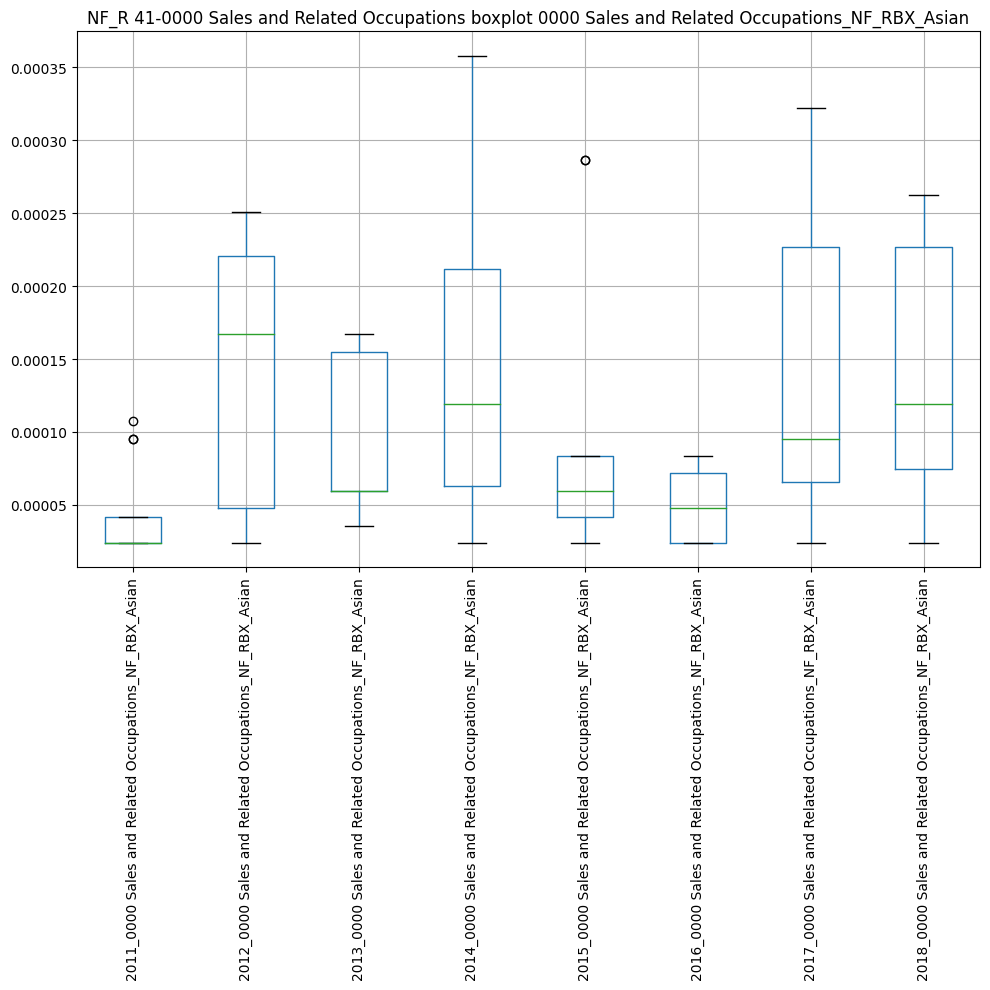 NF_R 41-0000 Sales and Related Occupations boxplot 0000 Sales and Related Occupations_NF_RBX_Asian
0.00035
0.00030
0.00025
0.00020
0.00015
0.00010
0.00005
2011_0000 Sales and Related Occupations_NF_RBX_Asian
2012_0000 Sales and Related Occupations_NF_RBX_Asian
2013_0000 Sales and Related Occupations_NF_RBX_Asian
2014_0000 Sales and Related Occupations_NF_RBX_Asian
2015_0000 Sales and Related Occupations_NF_RBX_Asian
2016_0000 Sales and Related Occupations_NF_RBX_Asian
2017_0000 Sales and Related Occupations_NF_RBX_Asian
2018_0000 Sales and Related Occupations_NF_RBX_Asian